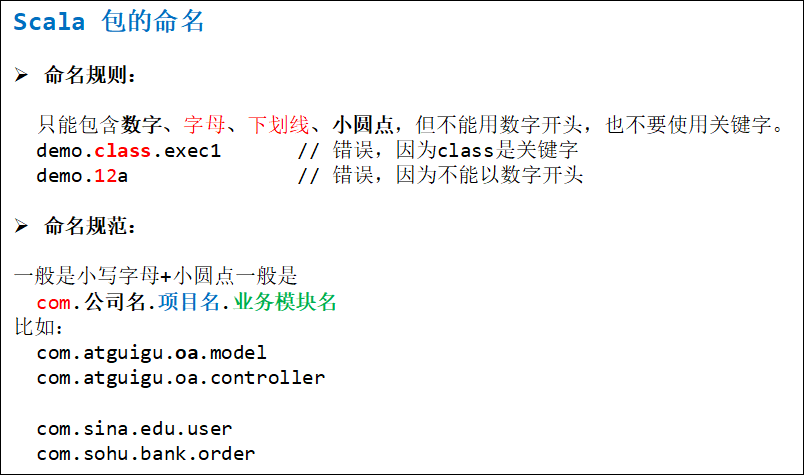 Scala 包的命名
➢ 命名规则：
只能包含数字、字母、下划线、小圆点，但不能用数字开头，也不要使用关键字。
demo.class.exec1 // 错误，因为class是关键字
demo.12a // 错误，因为不能以数字开头
➢ 命名规范：
一般是小写字母+小圆点一般是
com.公司名.项目名.业务模块名
比如：
com.atguigu.oa.model
com.atguigu.oa.controller
com.sina.edu.user
com.sohu.bank.order